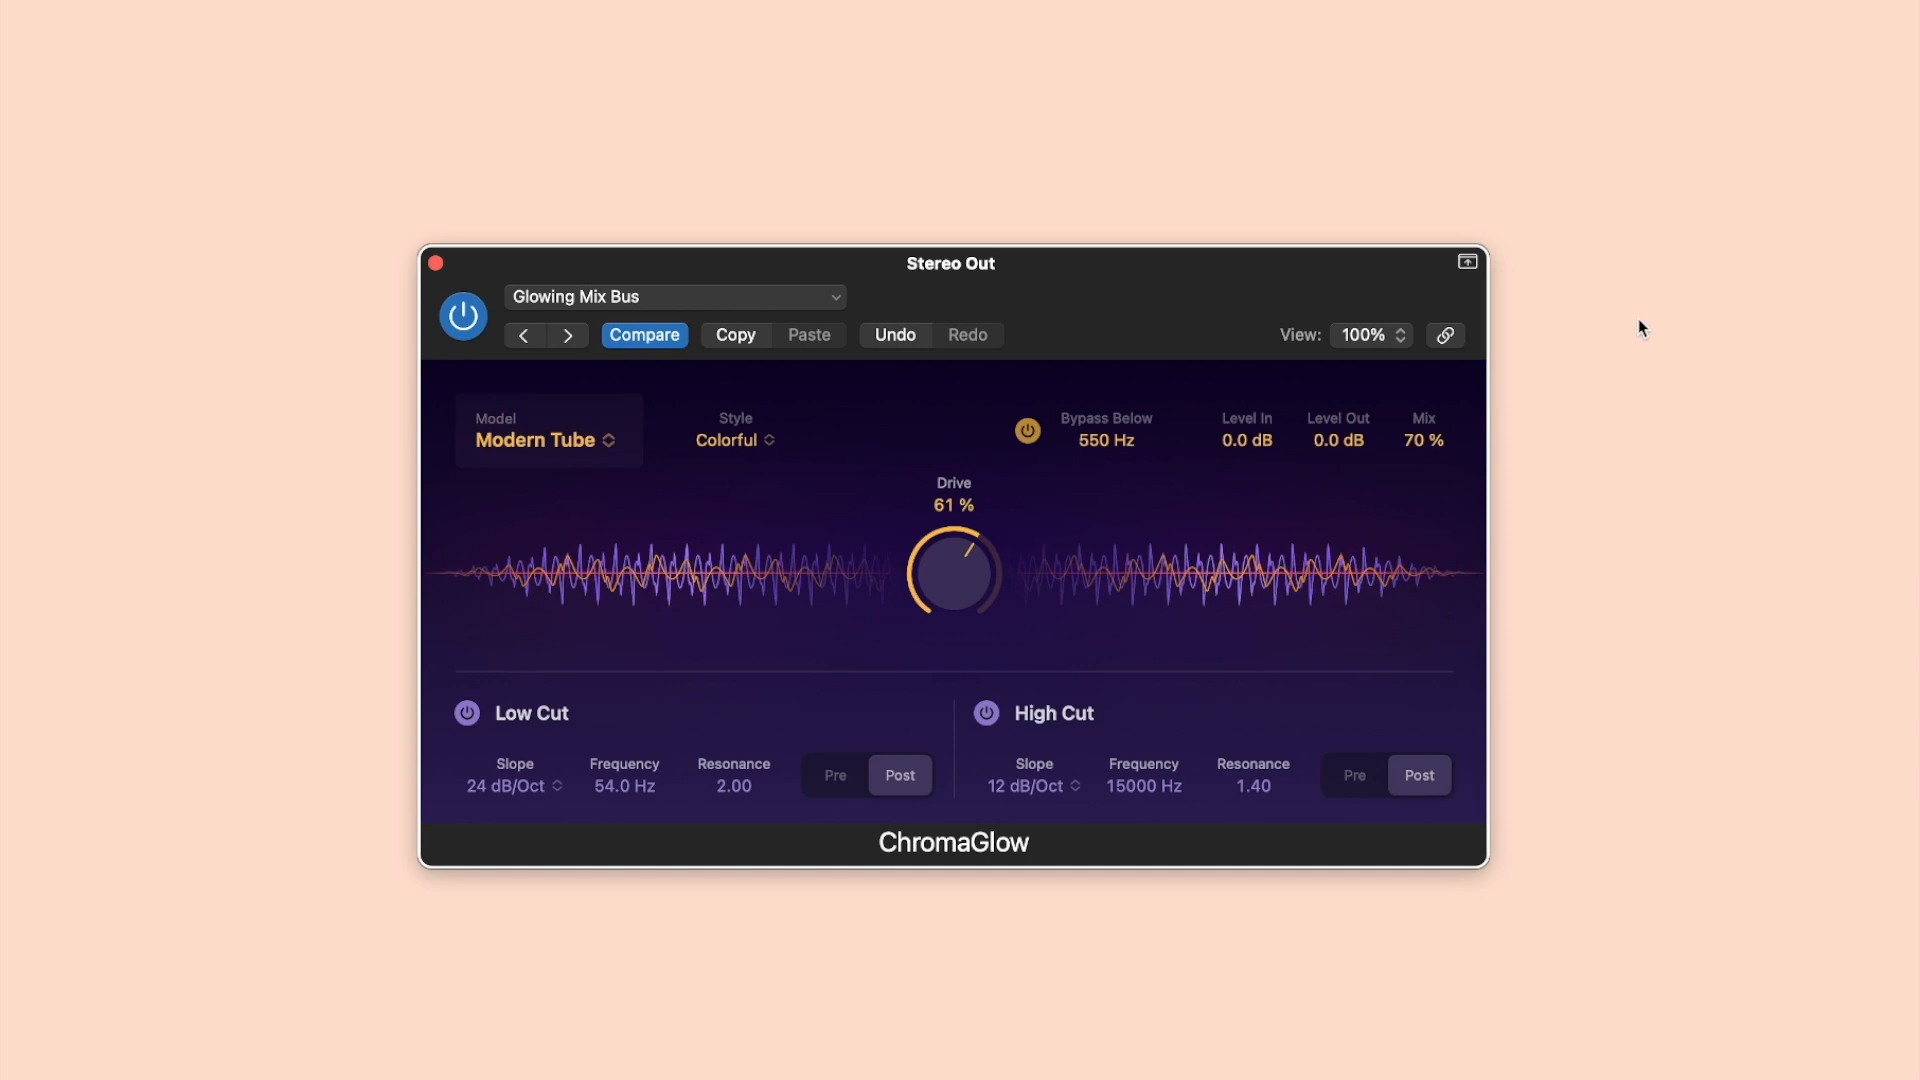 Stereo Out
Glowing Mix Bus
Compare Copy Paste Undo Redo View: 100%
Model Style Bypass Below Level In Level Out Mix
Modern Tube Colorful 550 Hz 0.0 dB 0.0 dB 70 %
Drive
61 %
Low Cut High Cut
Slope Frequency Resonance Slope Frequency Resonance
24 dB/Oct 54.0 Hz 2.00 Pre Post 12 dB/Oct 15000 Hz 1.40 Pre Post
ChromaGlow